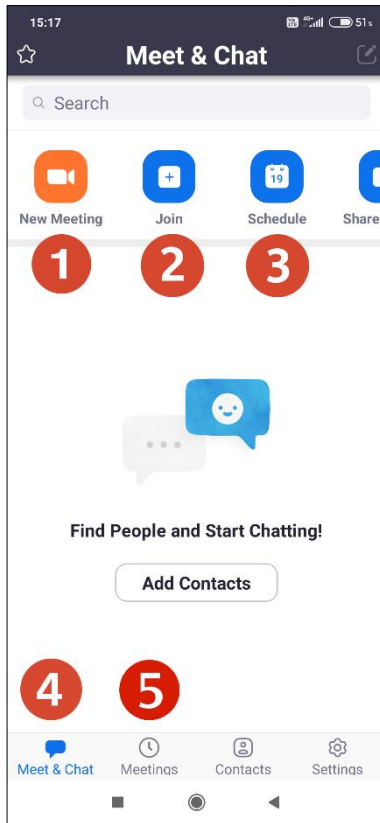 15:17 4G+ 51%
Meet & Chat
Search
19
New Meeting Join Schedule Share
1 2 3
Find People and Start Chatting!
Add Contacts
4 5
Meet & Chat Meetings Contacts Settings